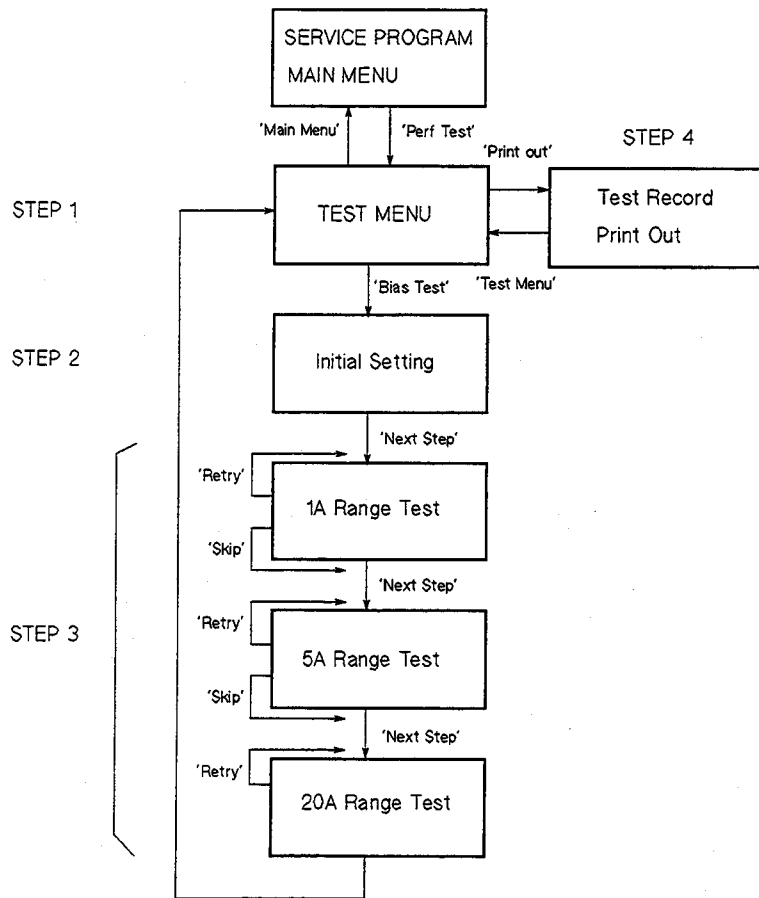 SERVICE PROGRAM
MAIN MENU
'Main Menu'
'Perf Test'
STEP 4
'Print out'
STEP 1
TEST MENU
Test Record
Print Out
'Bias Test'
'Test Menu'
STEP 2
Initial Setting
'Next Step'
'Retry'
1A Range Test
'Skip'
'Next Step'
STEP 3
'Retry'
5A Range Test
'Skip'
'Next Step'
'Retry'
20A Range Test